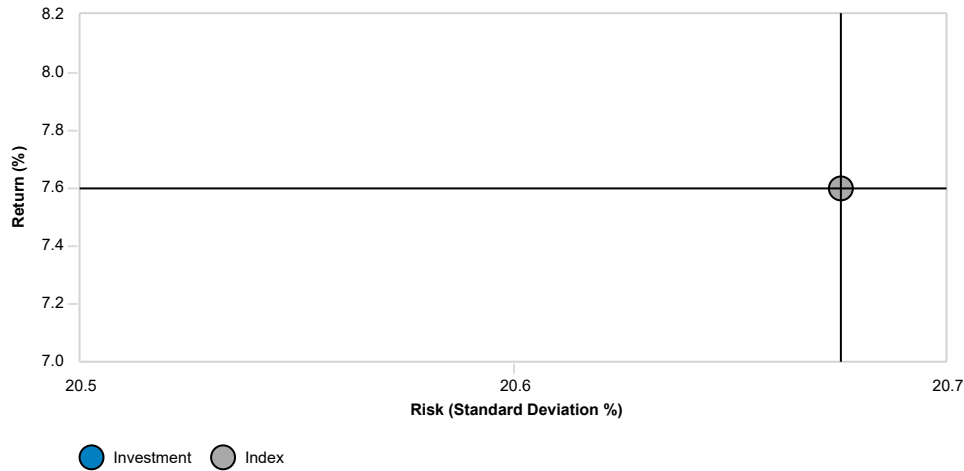 8.2
8.0
7.8
7.6
7.4
7.2
7.0
Return (%)
20.5 20.6 20.7
Risk (Standard Deviation %)
Investment Index